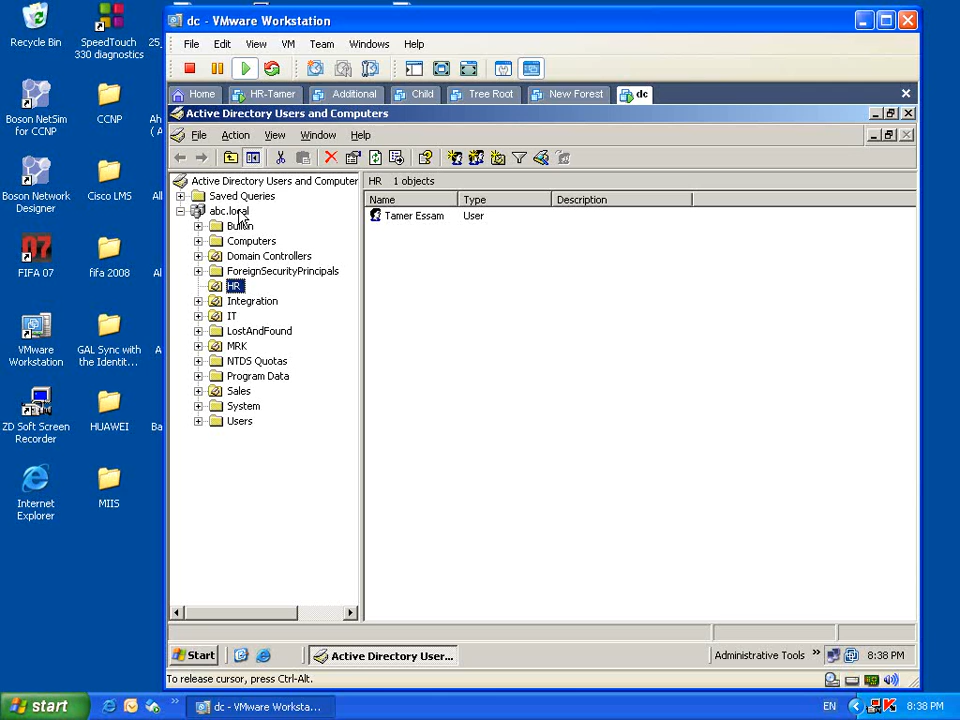 Recycle Bin
SpeedTouch
330 diagnostics
25_
Boson NetSim
for CCNP
CCNP
Ah
( A
Boson Network
Designer
Cisco LMS
All
FIFA 07
fifa 2008
Al
VMware
Workstation
GAL Sync with
the Identit...
A
ZD Soft Screen
Recorder
HUAWEI
Ba
Internet
Explorer
MIIS
dc - VMware Workstation
File Edit View VM Team Windows Help
Home HR-Tamer Additional Child Tree Root New Forest dc
Active Directory Users and Computers
File Action View Window Help
Active Directory Users and Computer
Saved Queries
abc.local
Builtin
Computers
Domain Controllers
ForeignSecurityPrincipals
HR
Integration
IT
LostAndFound
MRK
NTDS Quotas
Program Data
Sales
System
Users
HR 1 objects
Name Type Description
Tamer Essam User
Start Active Directory User... Administrative Tools » 8:38 PM
To release cursor, press Ctrl-Alt.
start » dc - VMware Worksta... EN 8:38 PM